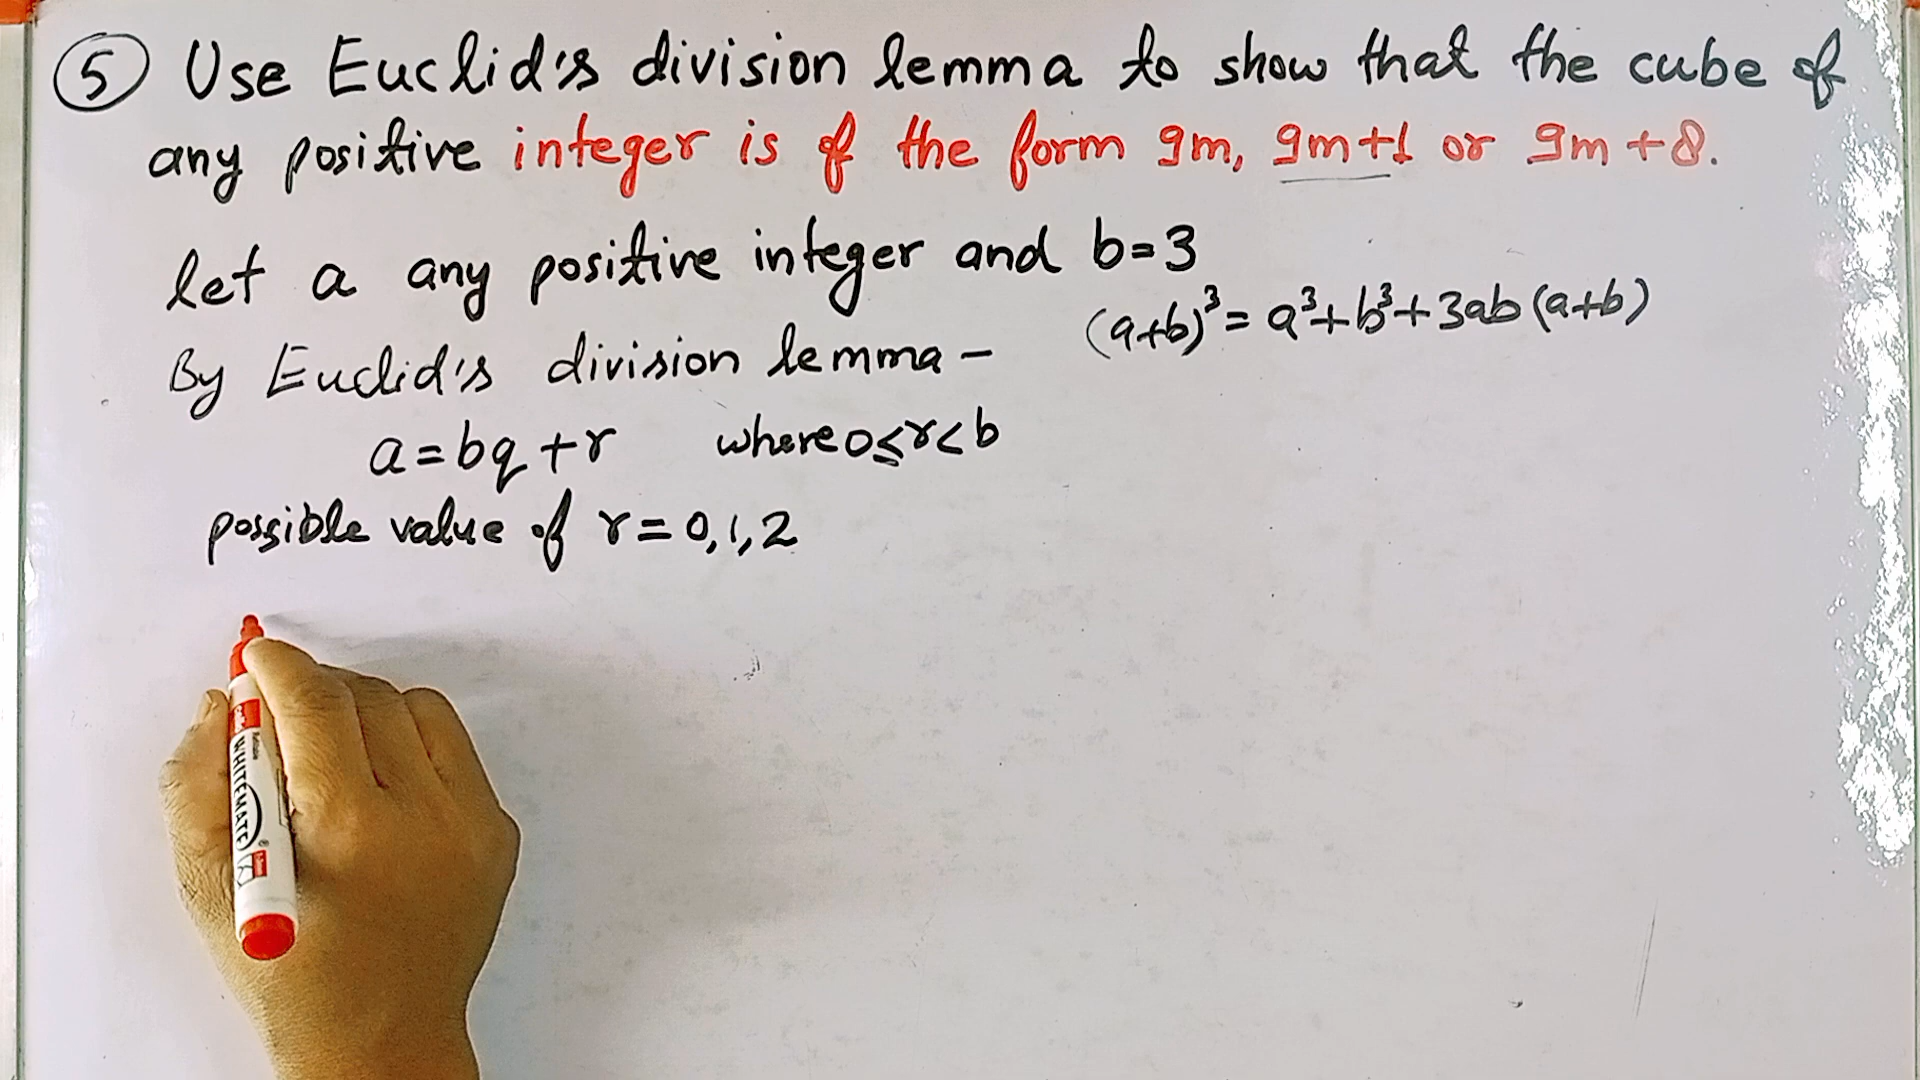 5 Use Euclid's division lemma to show that the cube of
any positive integer is of the form 9m, 9m+1 or 9m+8.
let a any positive integer and b=3
(a+b)³= a³+b³+3ab(a+b)
By Euclid's division lemma –
a=bq+r where 0≤r<b
possible value of r=0,1,2
WHITEMATE